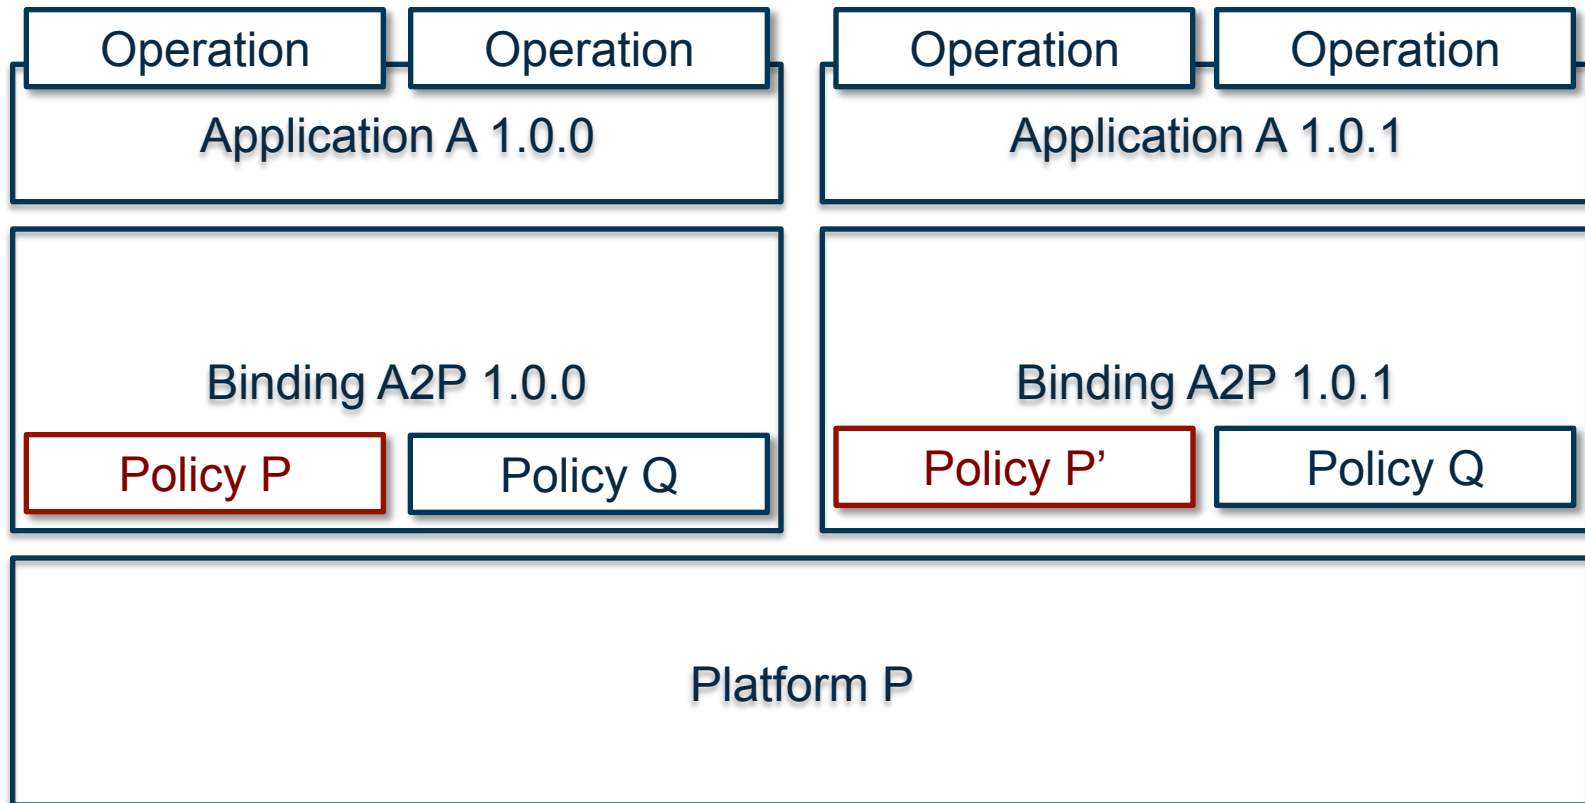 Operation Operation Operation Operation
Application A 1.0.0 Application A 1.0.1
Binding A2P 1.0.0 Binding A2P 1.0.1
Policy P Policy Q Policy P’ Policy Q
Platform P